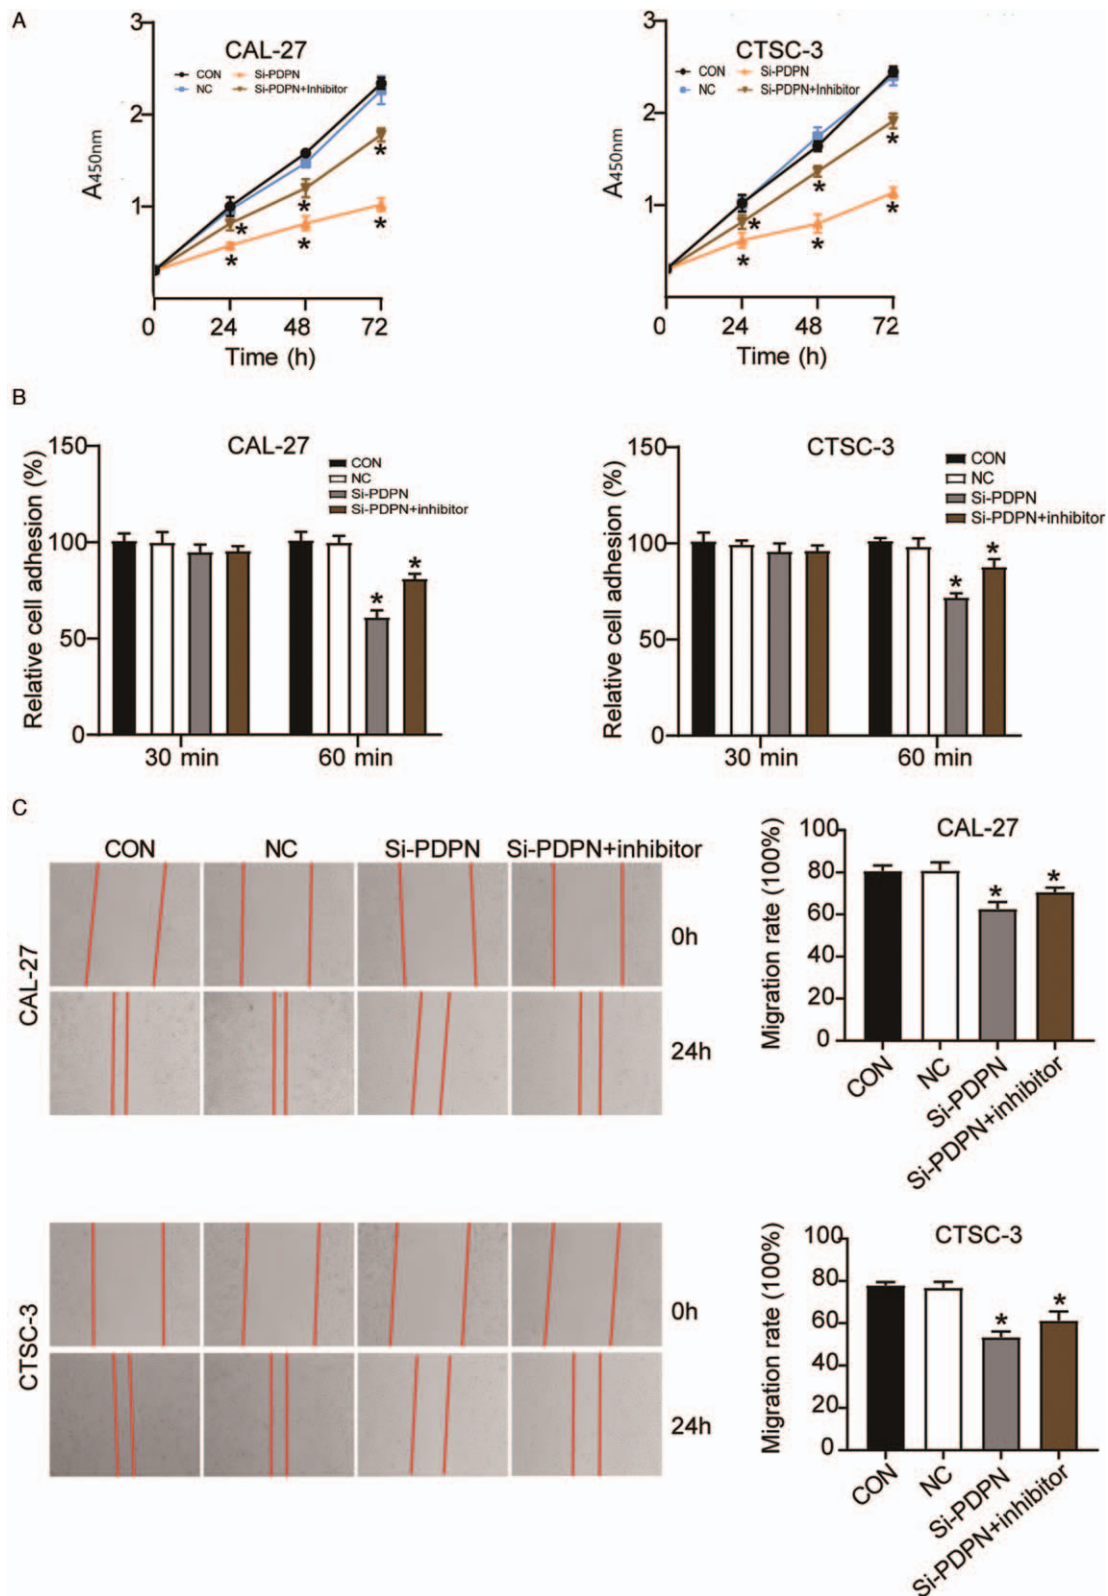 A
CAL-27
CON
Si-PDPN
NC
Si-PDPN+Inhibitor
A450nm
3
2
1
*
*
*
*
*
*
0
24
48
72
Time (h)
CTSC-3
CON
Si-PDPN
NC
Si-PDPN+Inhibitor
A450nm
3
2
1
*
*
*
*
*
*
0
24
48
72
Time (h)
B
CAL-27
CON
NC
Si-PDPN
Si-PDPN+inhibitor
Relative cell adhesion (%)
150
100
50
0
*
*
30 min
60 min
CTSC-3
CON
NC
Si-PDPN
Si-PDPN+inhibitor
Relative cell adhesion (%)
150
100
50
0
*
*
30 min
60 min
C
CON
NC
Si-PDPN
Si-PDPN+inhibitor
CAL-27
0h
24h
CAL-27
Migration rate (100%)
100
80
60
40
20
0
*
*
CON
NC
Si-PDPN
Si-PDPN+inhibitor
CTSC-3
0h
24h
CTSC-3
Migration rate (100%)
100
80
60
40
20
0
*
*
CON
NC
Si-PDPN
Si-PDPN+inhibitor